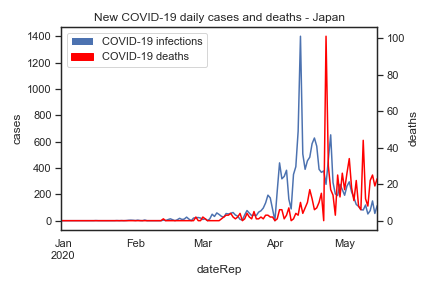 New COVID-19 daily cases and deaths - Japan
COVID-19 infections
COVID-19 deaths
1400
1200
1000
800
600
400
200
0
cases
100
80
60
40
20
0
deaths
Jan Feb Mar Apr May
2020
dateRep